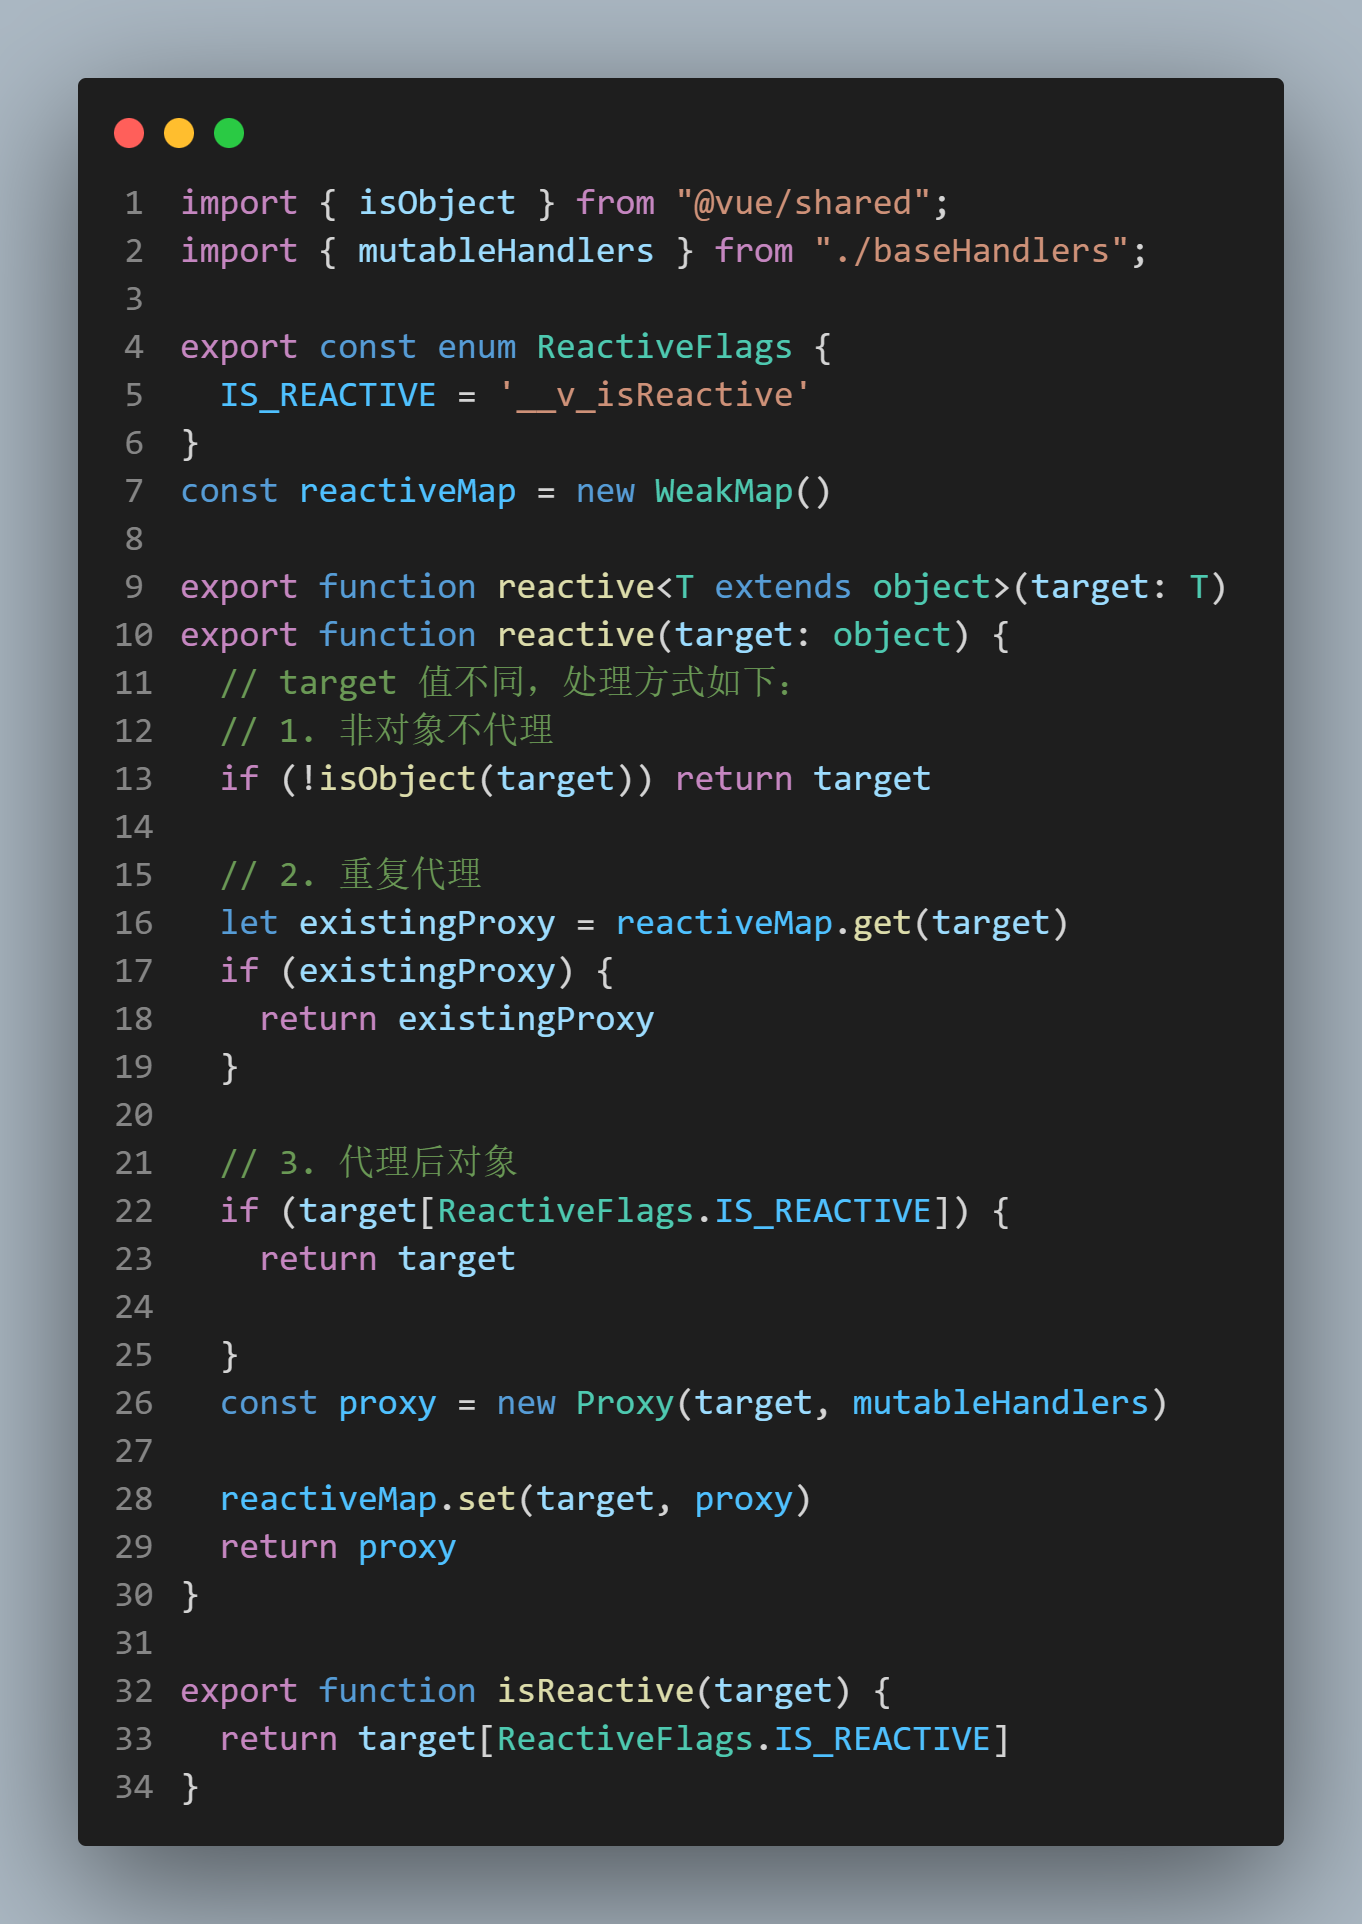 1 import { isObject } from "@vue/shared";
2 import { mutableHandlers } from "./baseHandlers";
3
4 export const enum ReactiveFlags {
5   IS_REACTIVE = '__v_isReactive'
6 }
7 const reactiveMap = new WeakMap()
8
9 export function reactive<T extends object>(target: T)
10 export function reactive(target: object) {
11   // target 值不同，处理方式如下：
12   // 1. 非对象不代理
13   if (!isObject(target)) return target
14
15   // 2. 重复代理
16   let existingProxy = reactiveMap.get(target)
17   if (existingProxy) {
18     return existingProxy
19   }
20
21   // 3. 代理后对象
22   if (target[ReactiveFlags.IS_REACTIVE]) {
23     return target
24
25   }
26   const proxy = new Proxy(target, mutableHandlers)
27
28   reactiveMap.set(target, proxy)
29   return proxy
30 }
31
32 export function isReactive(target) {
33   return target[ReactiveFlags.IS_REACTIVE]
34 }